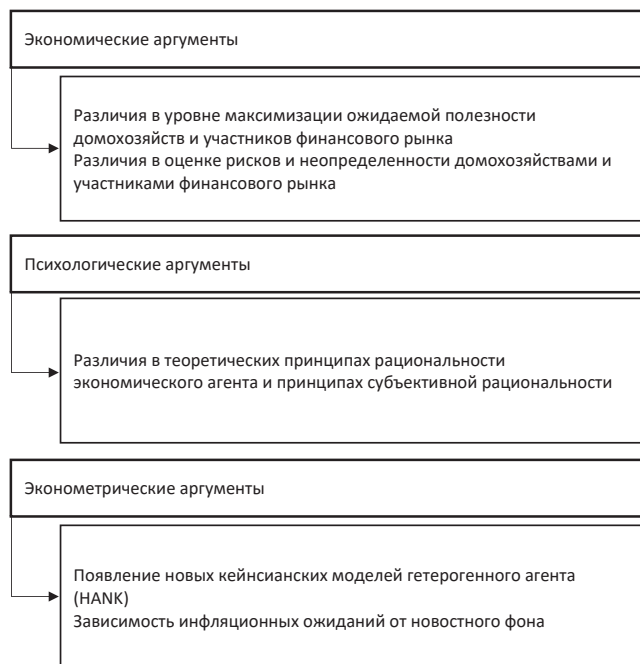 Экономические аргументы
Различия в уровне максимизации ожидаемой полезности
домохозяйств и участников финансового рынка
Различия в оценке рисков и неопределенности домохозяйствами и
участниками финансового рынка
Психологические аргументы
Различия в теоретических принципах рациональности
экономического агента и принципах субъективной рациональности
Эконометрические аргументы
Появление новых кейнсианских моделей гетерогенного агента
(HANK)
Зависимость инфляционных ожиданий от новостного фона